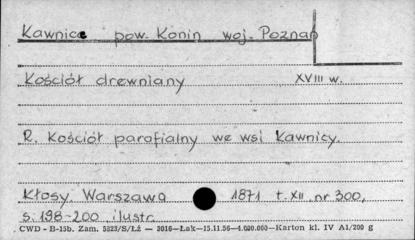 Kawnice pow. Konin woj. Poznań
Kościół drewniany XVIII w.
R. Kościół parafialny we wsi Kawnicy.
Kłosy. Warszawa 1871 t. XII. nr 300,
s. 198-200 ilustr.
CWD - B-15b. Zam. 5823/S/Łź — 3016—Łąk—15.11.56—4.000.000—Karton kl. IV A1/200 g